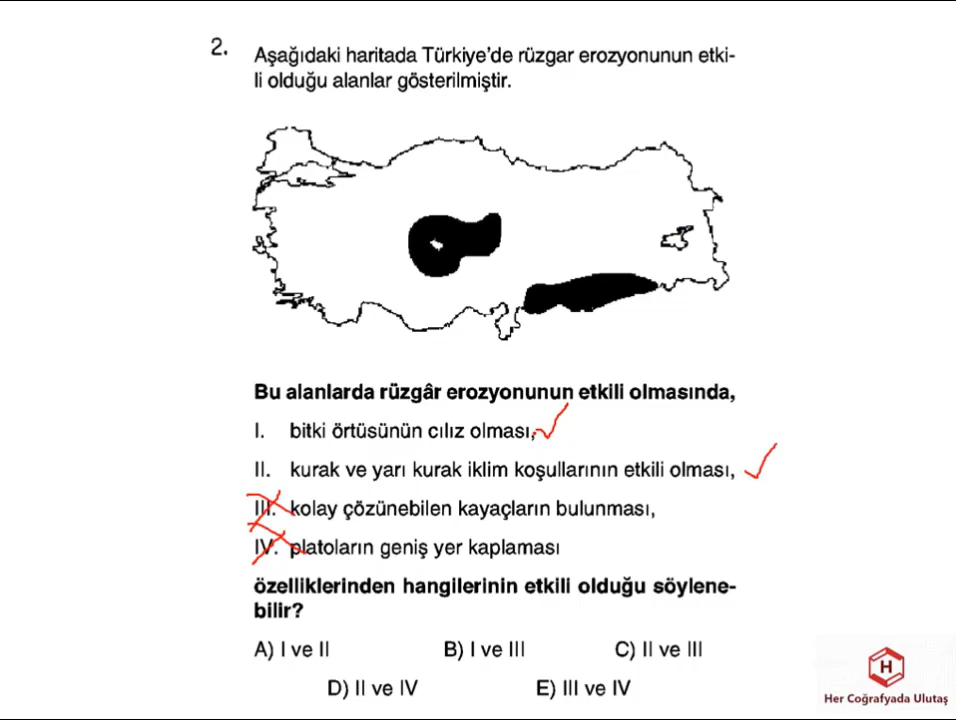 2.
Aşağıdaki haritada Türkiye'de rüzgar erozyonunun etki-
li olduğu alanlar gösterilmiştir.
Bu alanlarda rüzgâr erozyonunun etkili olmasında,
I. bitki örtüsünün cılız olması,
II. kurak ve yarı kurak iklim koşullarının etkili olması,
III. kolay çözünebilen kayaçların bulunması,
IV. platoların geniş yer kaplaması
özelliklerinden hangilerinin etkili olduğu söylene-
bilir?
A) I ve II B) I ve III C) II ve III
D) II ve IV E) III ve IV
H
Her Coğrafyada Ulutaş